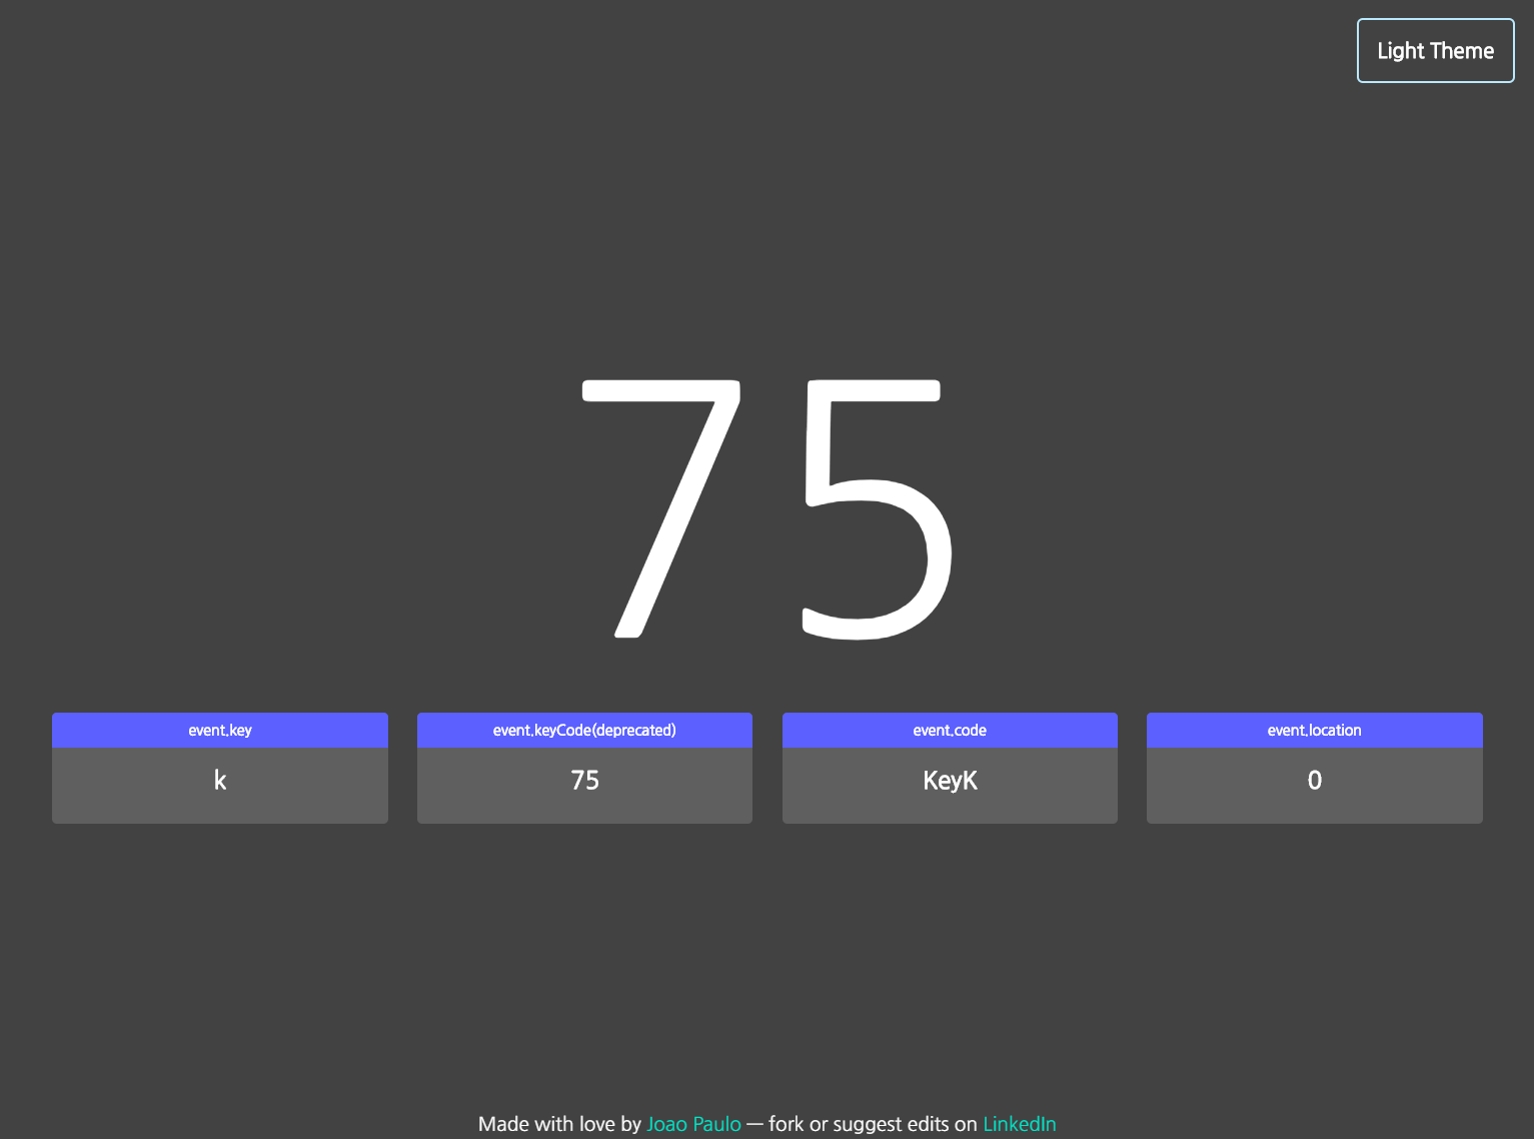 Light Theme
75
event.key
k
event.keyCode(deprecated)
75
event.code
KeyK
event.location
0
Made with love by Joao Paulo — fork or suggest edits on LinkedIn